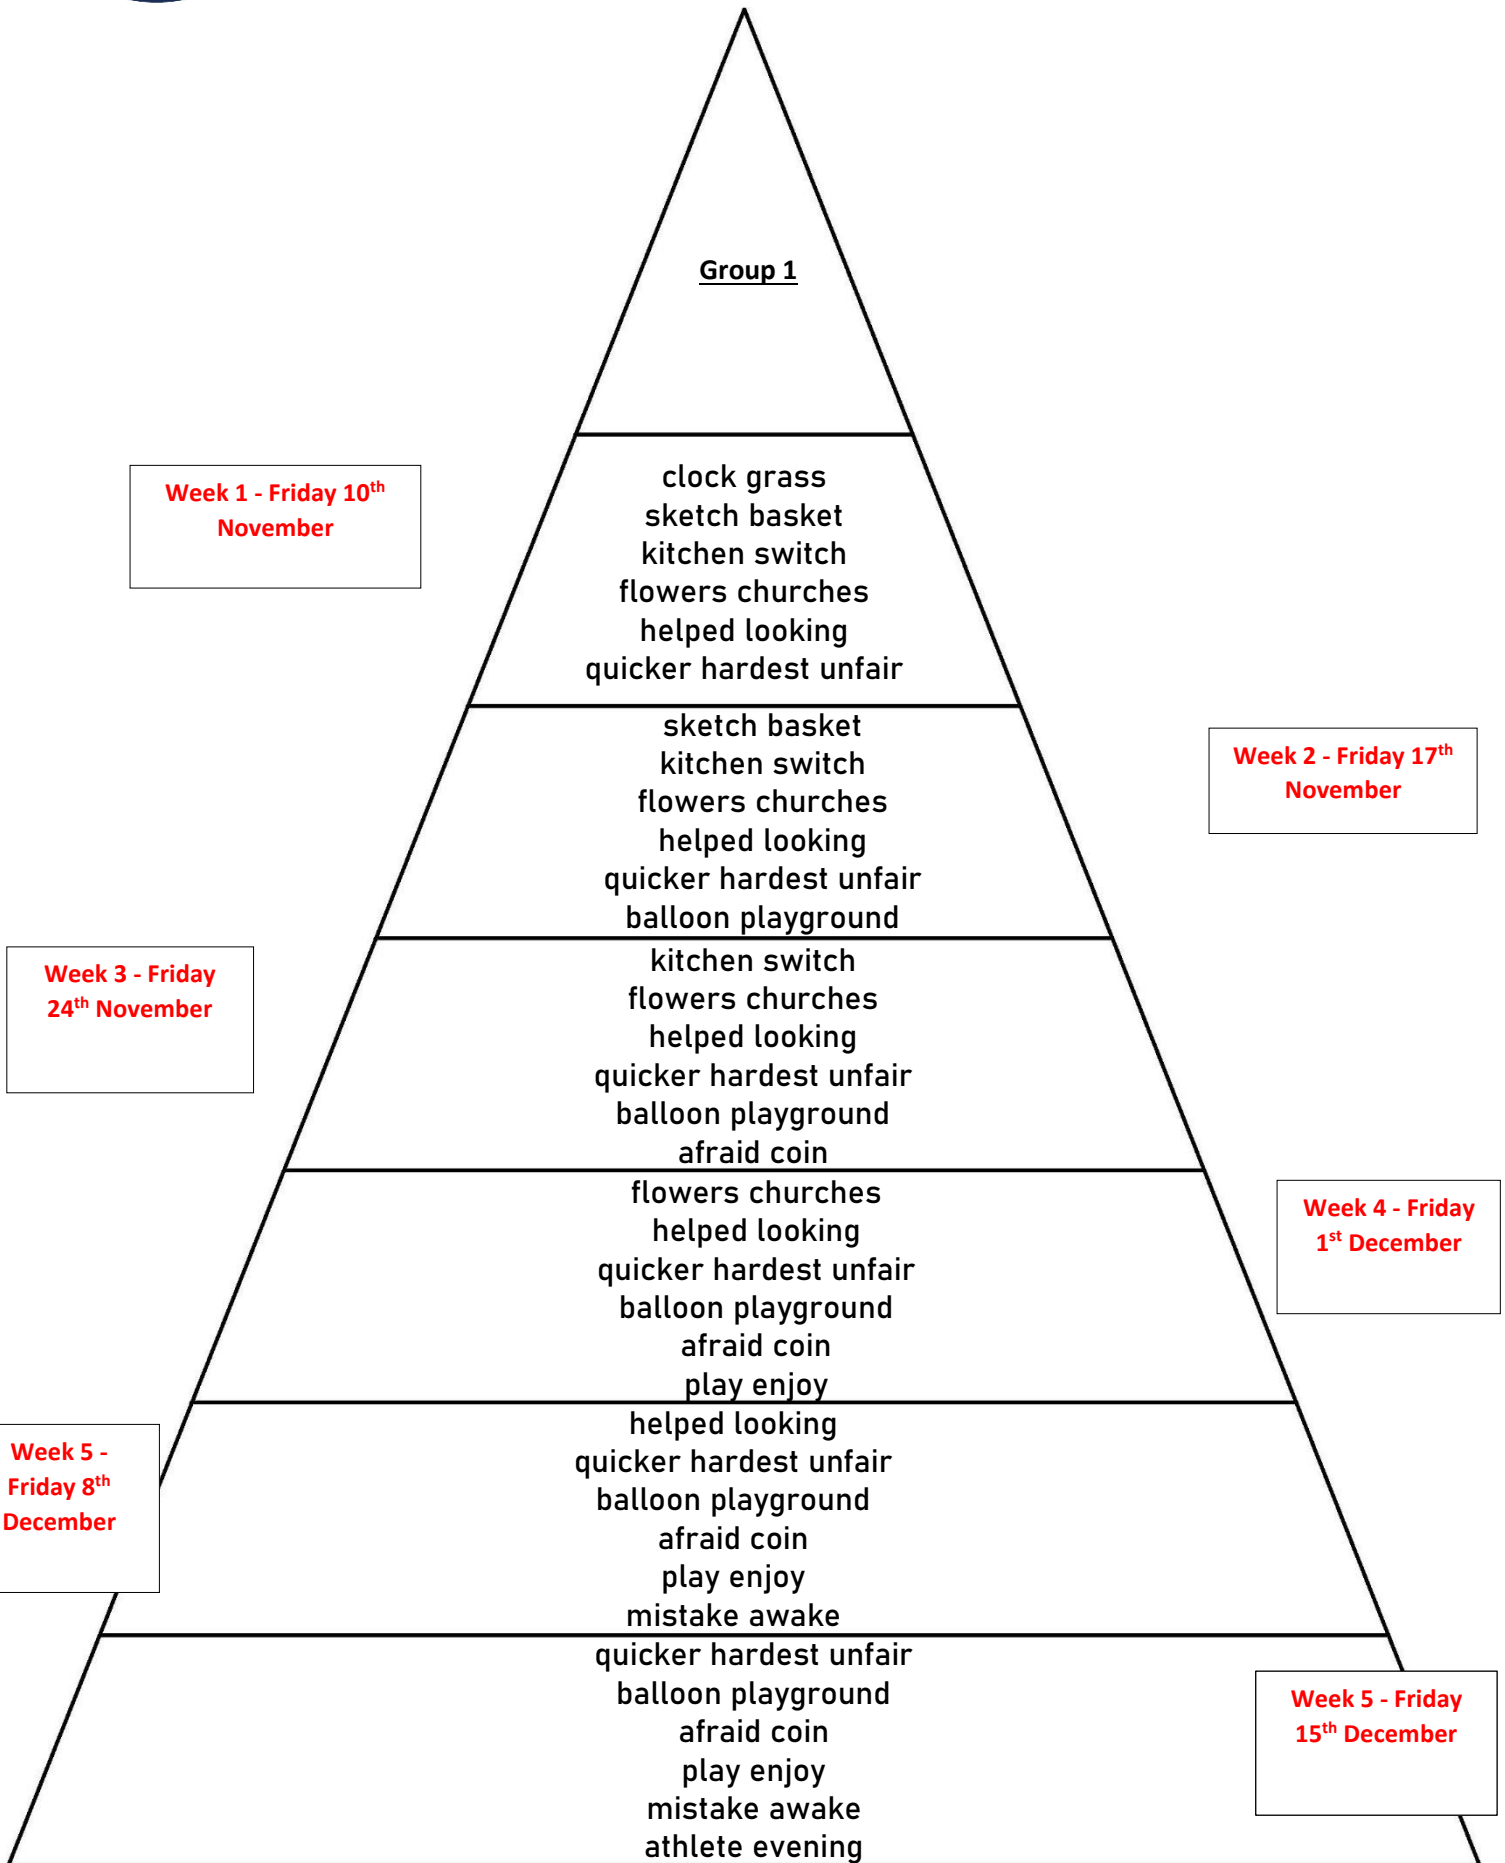 Group 1
Week 1 - Friday 10th
November
clock grass
sketch basket
kitchen switch
flowers churches
helped looking
quicker hardest unfair
Week 2 - Friday 17th
November
sketch basket
kitchen switch
flowers churches
helped looking
quicker hardest unfair
balloon playground
Week 3 - Friday
24th November
kitchen switch
flowers churches
helped looking
quicker hardest unfair
balloon playground
afraid coin
Week 4 - Friday
1st December
flowers churches
helped looking
quicker hardest unfair
balloon playground
afraid coin
play enjoy
Week 5 -
Friday 8th
December
helped looking
quicker hardest unfair
balloon playground
afraid coin
play enjoy
mistake awake
Week 5 - Friday
15th December
quicker hardest unfair
balloon playground
afraid coin
play enjoy
mistake awake
athlete evening